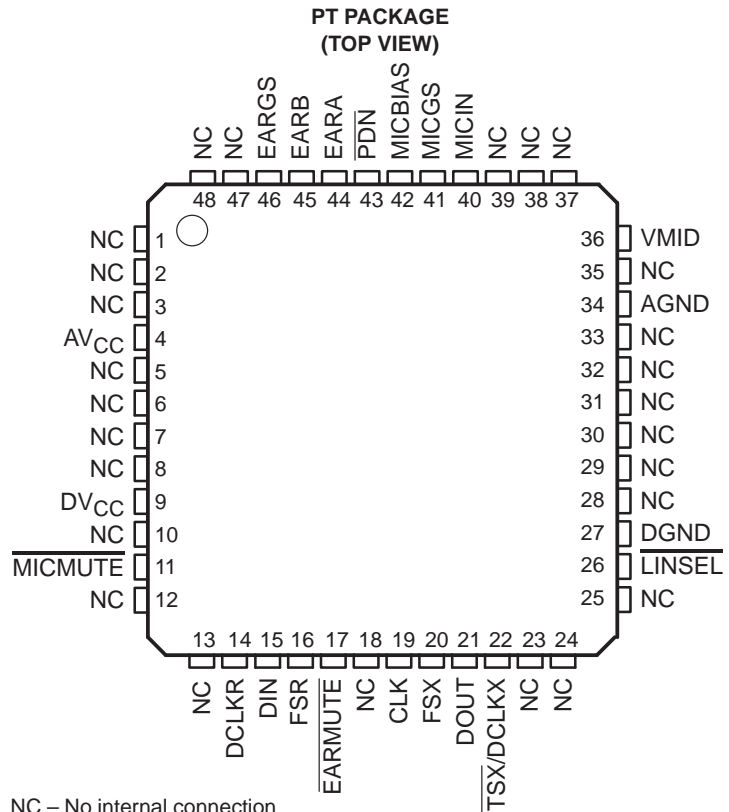 PT PACKAGE
(TOP VIEW)
NC
NC
EARGS
EARB
EARA
PDN
MICBIAS
MICGS
MICIN
NC
NC
NC
48 47 46 45 44 43 42 41 40 39 38 37
NC 1
NC 2
NC 3
AVCC 4
NC 5
NC 6
NC 7
NC 8
DVCC 9
NC 10
MICMUTE 11
NC 12
36 VMID
35 NC
34 AGND
33 NC
32 NC
31 NC
30 NC
29 NC
28 NC
27 DGND
26 LINSEL
25 NC
13 14 15 16 17 18 19 20 21 22 23 24
NC
DCLKR
DIN
FSR
EARMUTE
NC
CLK
FSX
DOUT
TSX/DCLKX
NC
NC
NC – No internal connection